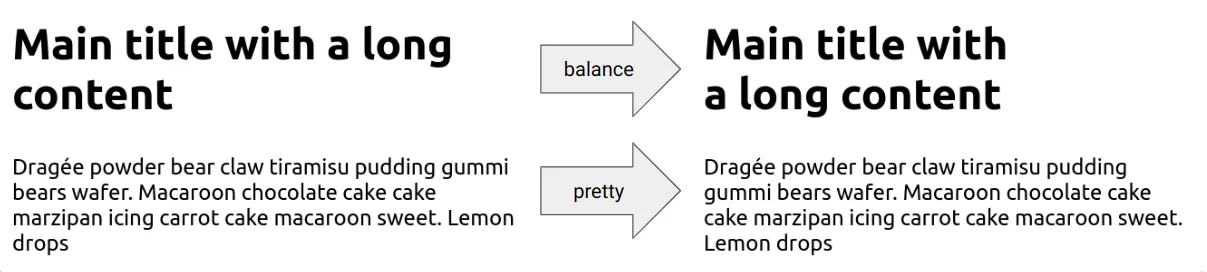 Main title with a long
content
balance
Main title with
a long content
Dragée powder bear claw tiramisu pudding gummi
bears wafer. Macaroon chocolate cake cake
marzipan icing carrot cake macaroon sweet. Lemon
drops
pretty
Dragée powder bear claw tiramisu pudding
gummi bears wafer. Macaroon chocolate cake
cake marzipan icing carrot cake macaroon sweet.
Lemon drops